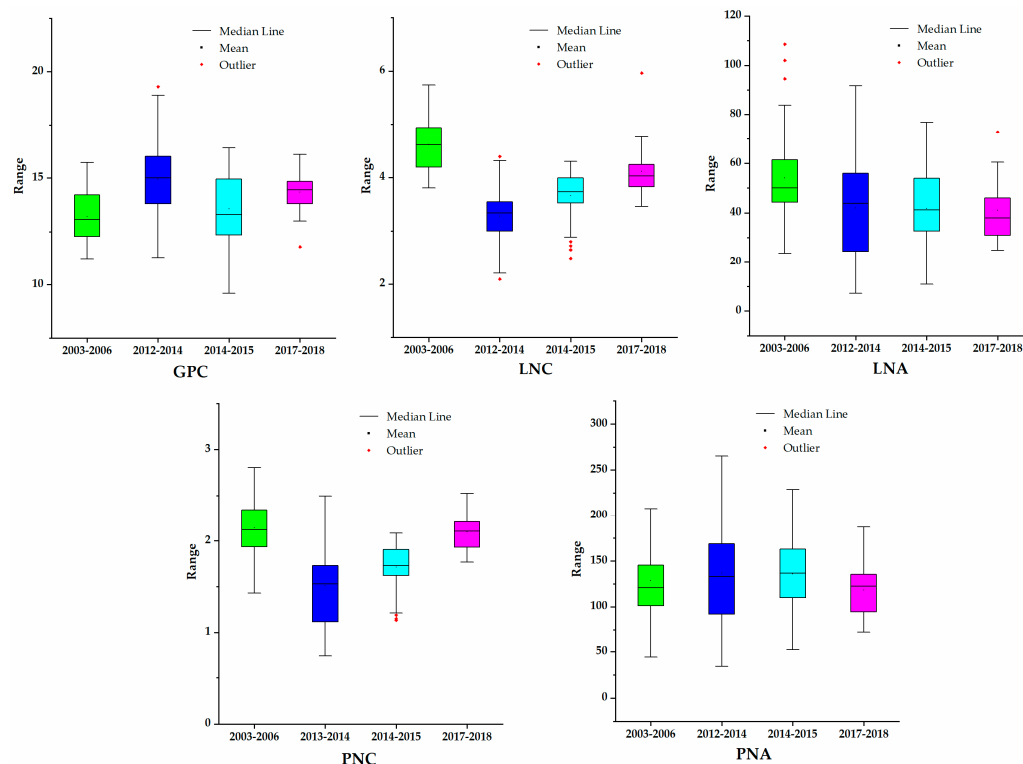 Median Line
Mean
Outlier
20
15
10
Range
2003-2006 2012-2014 2014-2015 2017-2018
GPC
Median Line
Mean
Outlier
6
4
2
Range
2003-2006 2012-2014 2014-2015 2017-2018
LNC
Median Line
Mean
Outlier
120
100
80
60
40
20
0
Range
2003-2006 2012-2014 2014-2015 2017-2018
LNA
Median Line
Mean
Outlier
3
2
1
0
Range
2003-2006 2013-2014 2014-2015 2017-2018
PNC
Median Line
Mean
Outlier
300
250
200
150
100
50
0
Range
2003-2006 2012-2014 2014-2015 2017-2018
PNA